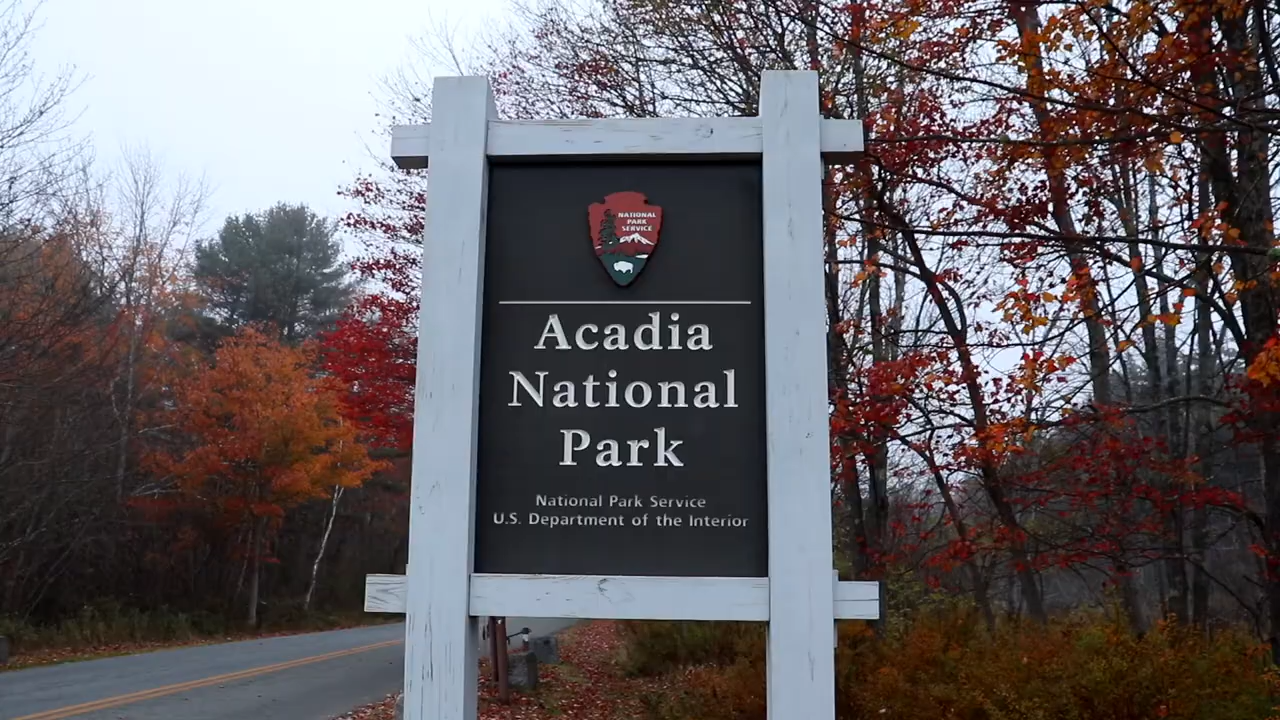 NATIONAL
PARK
SERVICE
Acadia
National
Park
National Park Service
U.S. Department of the Interior